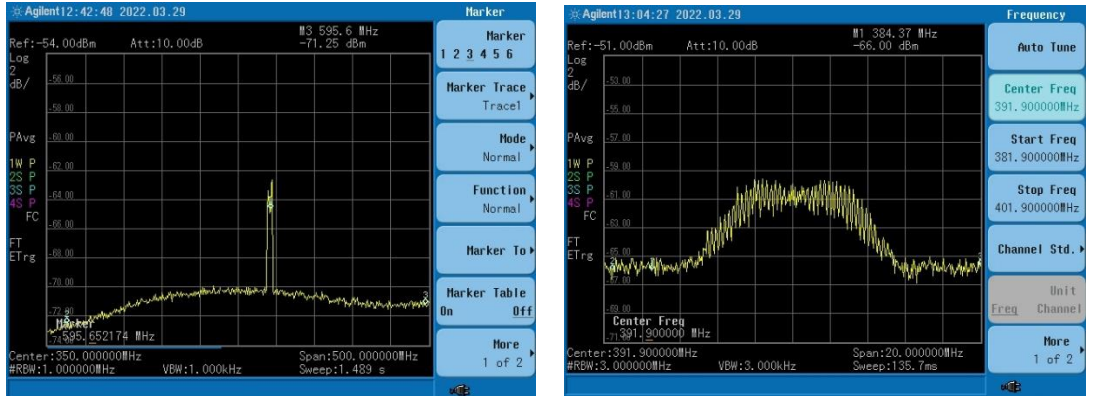 Agilent 12:42:48 2022.03.29
Marker
Ref:-54.00dBm Att:10.00dB M3 595.6 MHz
-71.25 dBm
Log
2
dB/
-56.00
-58.00
PAvg
-60.00
1W P
-62.00
2S P
3S P
4S P
-64.00
FC
-66.00
FT
-68.00
ETrg
-70.00
-72.00
2
3
Marker
595.652174 MHz
-74.00
Center:350.000000MHz Span:500.000000MHz
#RBW:1.000000MHz VBW:1.000kHz Sweep:1.489 s
Marker
1 2 3 4 5 6
Marker Trace
Trace1
Mode
Normal
Function
Normal
Marker To
Marker Table
On Off
More
1 of 2
Agilent 13:04:27 2022.03.29
Frequency
Ref:-51.00dBm Att:10.00dB M1 384.37 MHz
-66.00 dBm
Log
2
dB/
-53.00
-55.00
PAvg
-57.00
1W P
-59.00
2S P
3S P
4S P
-61.00
FC
-63.00
FT
-65.00
ETrg
-67.00
-69.00
Center Freq
391.900000 MHz
-71.00
Center:391.900000MHz Span:20.000000MHz
#RBW:3.000000MHz VBW:3.000kHz Sweep:135.7ms
Auto Tune
Center Freq
391.900000MHz
Start Freq
381.900000MHz
Stop Freq
401.900000MHz
Channel Std.
Unit
Freq Channel
More
1 of 2